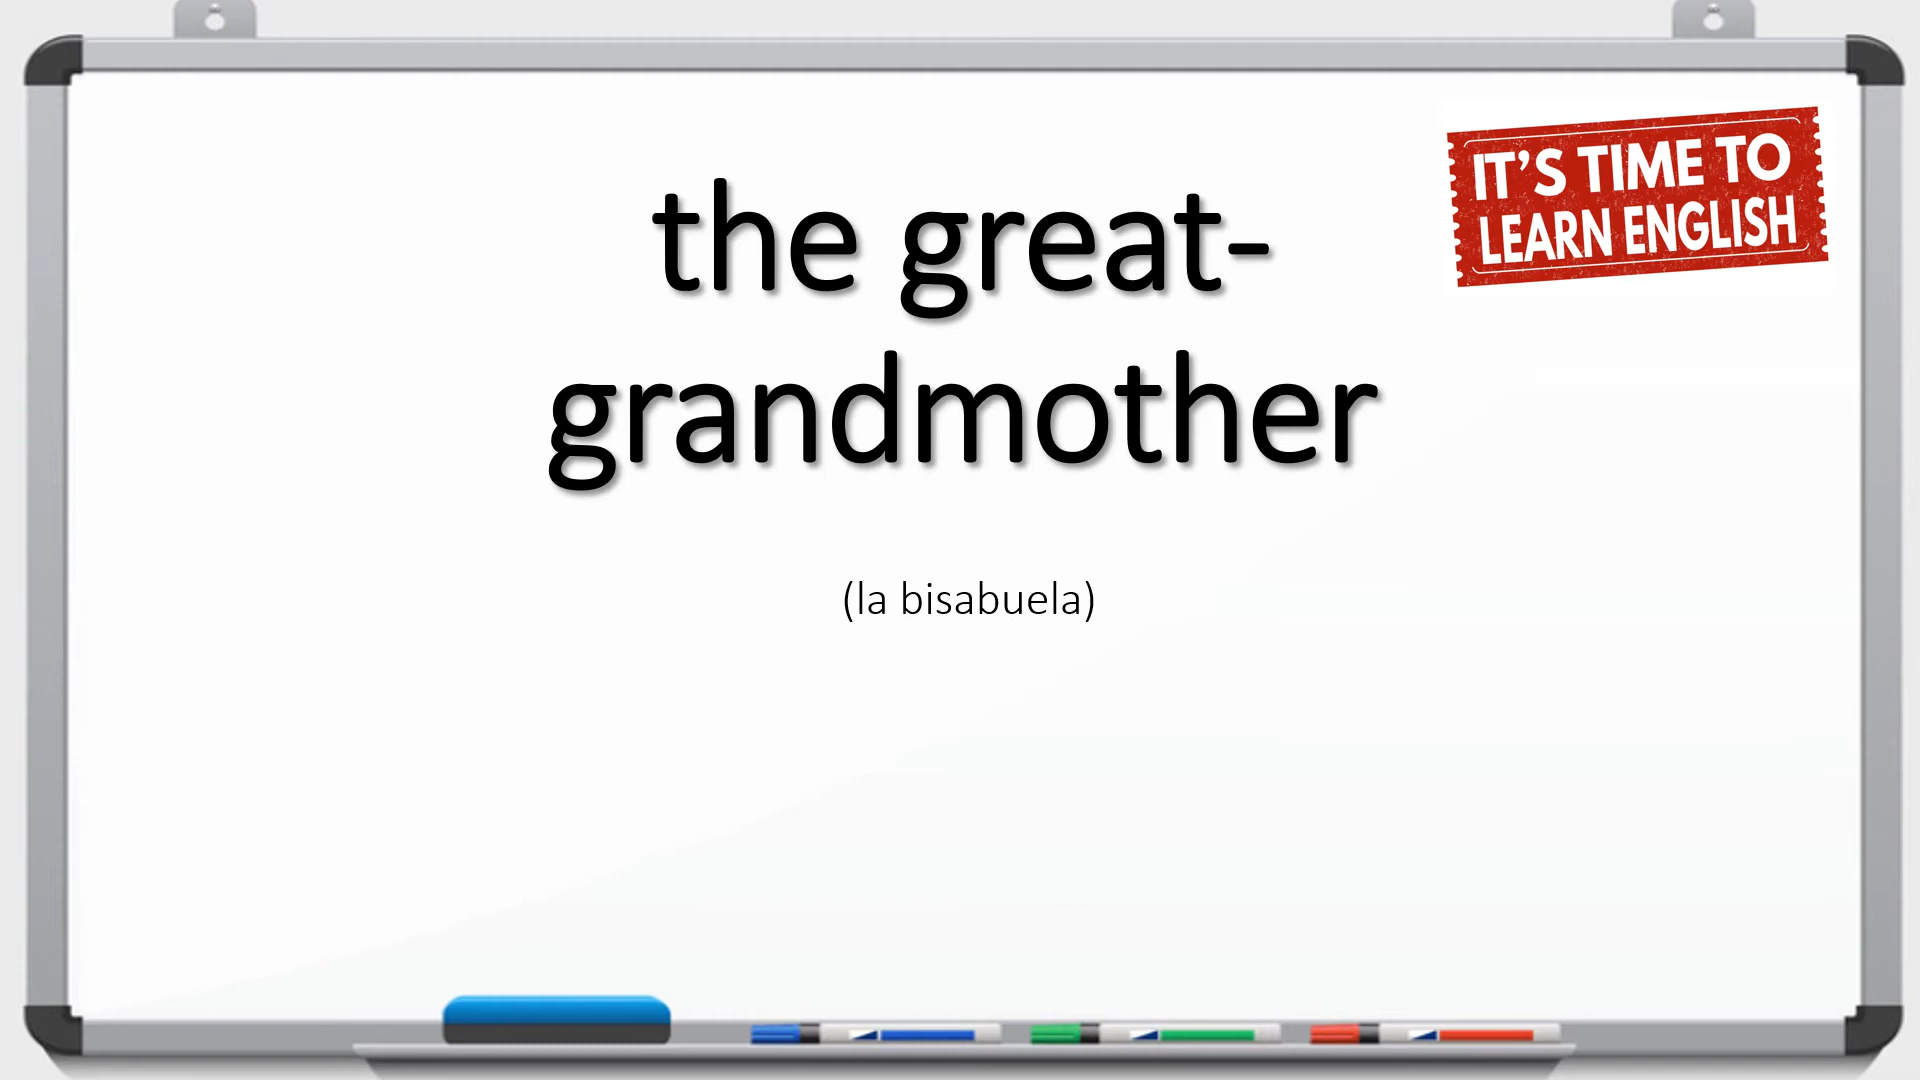 the great-
grandmother
(la bisabuela)
IT'S TIME TO
LEARN ENGLISH